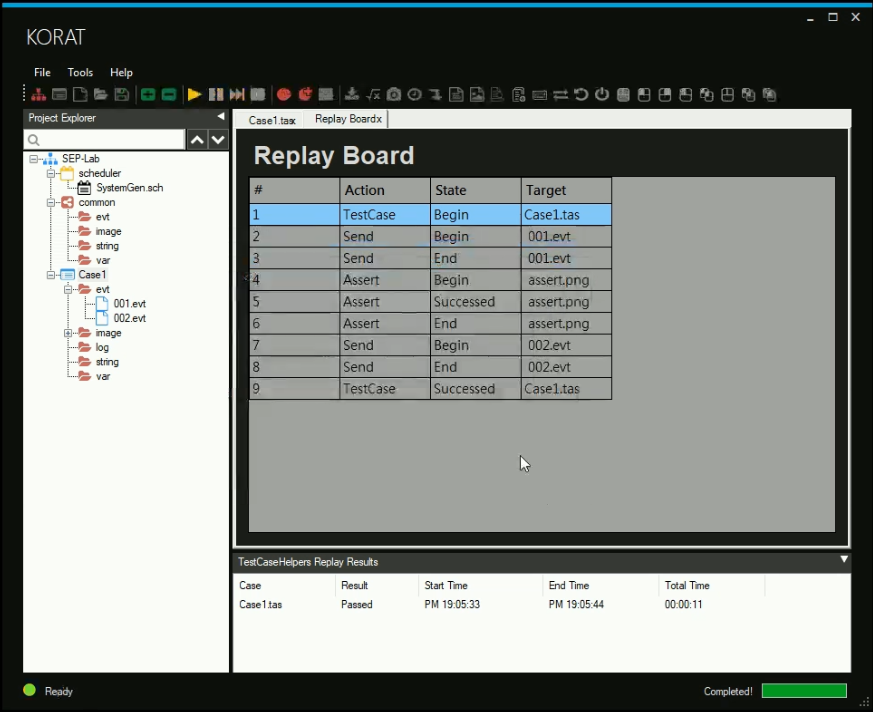 KORAT
File Tools Help
Project Explorer
SEP-Lab
scheduler
SystemGen.sch
common
evt
image
string
var
Case1
evt
001.evt
002.evt
image
log
string
var
Case1.tasx Replay Boardx
Replay Board
# Action State Target
1 TestCase Begin Case1.tas
2 Send Begin 001.evt
3 Send End 001.evt
4 Assert Begin assert.png
5 Assert Successed assert.png
6 Assert End assert.png
7 Send Begin 002.evt
8 Send End 002.evt
9 TestCase Successed Case1.tas
TestCaseHelpers Replay Results
Case Result Start Time End Time Total Time
Case1.tas Passed PM 19:05:33 PM 19:05:44 00:00:11
Ready Completed!